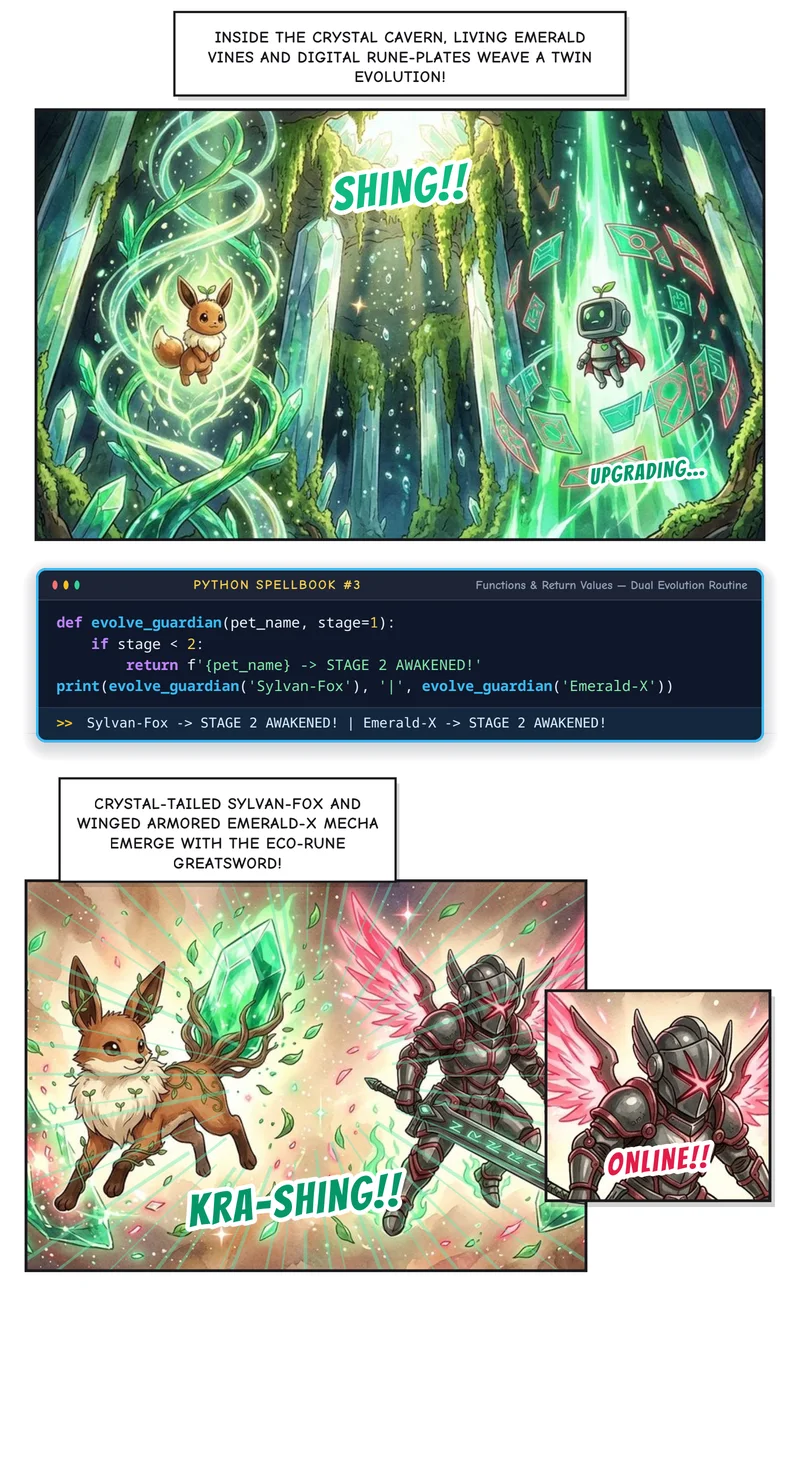 INSIDE THE CRYSTAL CAVERN, LIVING EMERALD
VINES AND DIGITAL RUNE-PLATES WEAVE A TWIN
EVOLUTION!
SHING!!
UPGRADING...
PYTHON SPELLBOOK #3
Functions & Return Values — Dual Evolution Routine
def evolve_guardian(pet_name, stage=1):
    if stage < 2:
        return f'{pet_name} -> STAGE 2 AWAKENED!'
print(evolve_guardian('Sylvan-Fox'), '|', evolve_guardian('Emerald-X'))
>> Sylvan-Fox -> STAGE 2 AWAKENED! | Emerald-X -> STAGE 2 AWAKENED!
CRYSTAL-TAILED SYLVAN-FOX AND
WINGED ARMORED EMERALD-X MECHA
EMERGE WITH THE ECO-RUNE
GREATSWORD!
KRA-SHING!!
ONLINE!!